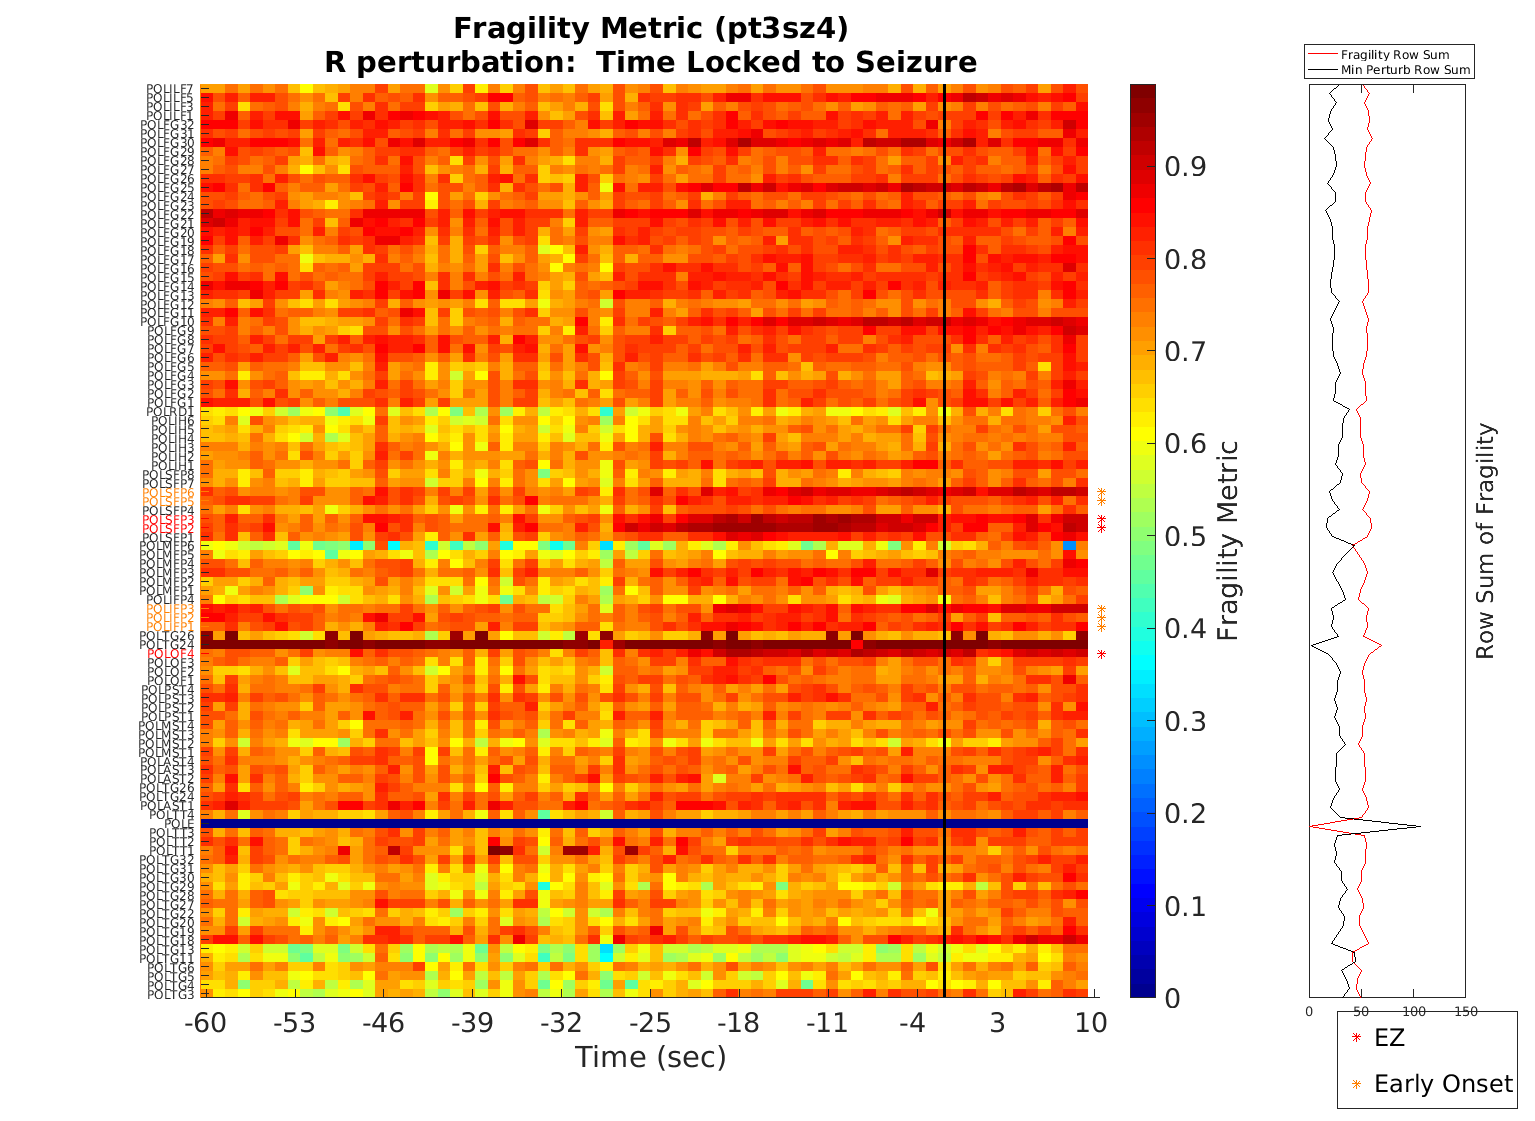 Fragility Metric (pt3sz4)
R perturbation:  Time Locked to Seizure
POLILF7
POLILF5
POLILF3
POLILF1
POLFG32
POLFG31
POLFG30
POLFG29
POLFG28
POLFG27
POLFG26
POLFG25
POLFG24
POLFG23
POLFG22
POLFG21
POLFG20
POLFG19
POLFG18
POLFG17
POLFG16
POLFG15
POLFG14
POLFG13
POLFG12
POLFG11
POLFG10
POLFG9
POLFG8
POLFG7
POLFG6
POLFG5
POLFG4
POLFG3
POLFG2
POLFG1
POLRD1
POLIH6
POLIH5
POLIH4
POLIH3
POLIH2
POLIH1
POLSFP8
POLSFP7
POLSFP6
POLSFP5
POLSFP4
POLSFP3
POLSFP2
POLSFP1
POLMFP6
POLMFP5
POLMFP4
POLMFP3
POLMFP2
POLMFP1
POLIFP4
POLIFP3
POLIFP2
POLIFP1
POLTG26
POLTG24
POLOF4
POLOF3
POLOF2
POLOF1
POLPST4
POLPST3
POLPST2
POLPST1
POLMST4
POLMST3
POLMST2
POLMST1
POLAST4
POLAST3
POLAST2
POLTG26
POLTG24
POLAST1
POLTT4
POLE
POLTT3
POLTT2
POLTT1
POLTG32
POLTG31
POLTG30
POLTG29
POLTG28
POLTG27
POLTG22
POLTG20
POLTG19
POLTG18
POLTG13
POLTG11
POLTG6
POLTG5
POLTG4
POLTG3
-60 -53 -46 -39 -32 -25 -18 -11 -4 3 10
Time (sec)
0.9
0.8
0.7
0.6
0.5
0.4
0.3
0.2
0.1
0
Fragility Metric
Fragility Row Sum
Min Perturb Row Sum
0 50 100 150
Row Sum of Fragility
EZ
Early Onset